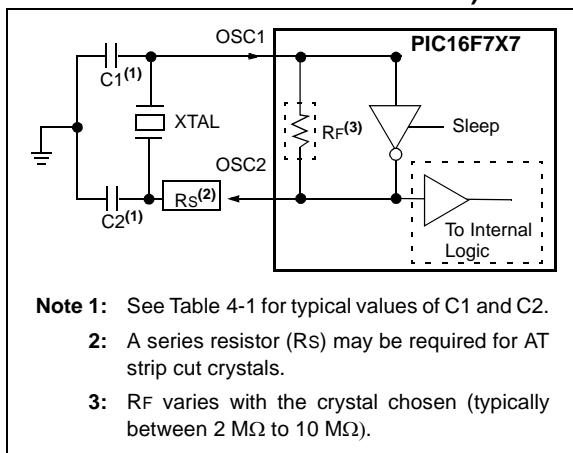 OSC1
PIC16F7X7
C1(1)
XTAL
RF(3)
Sleep
OSC2
C2(1)
RS(2)
To Internal
Logic
Note 1: See Table 4-1 for typical values of C1 and C2.
2: A series resistor (RS) may be required for AT
strip cut crystals.
3: RF varies with the crystal chosen (typically
between 2 MΩ to 10 MΩ).